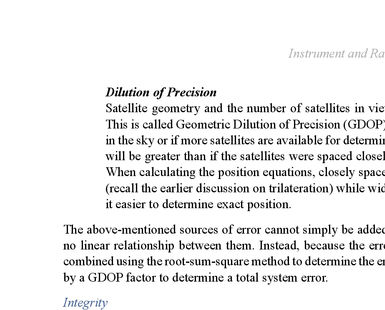 Instrument and Ra
Dilution of Precision
Satellite geometry and the number of satellites in vie
This is called Geometric Dilution of Precision (GDOP)
in the sky or if more satellites are available for determin
will be greater than if the satellites were spaced closel
When calculating the position equations, closely space
(recall the earlier discussion on trilateration) while wid
it easier to determine exact position.
The above-mentioned sources of error cannot simply be added
no linear relationship between them. Instead, because the erro
combined using the root-sum-square method to determine the er
by a GDOP factor to determine a total system error.
Integrity